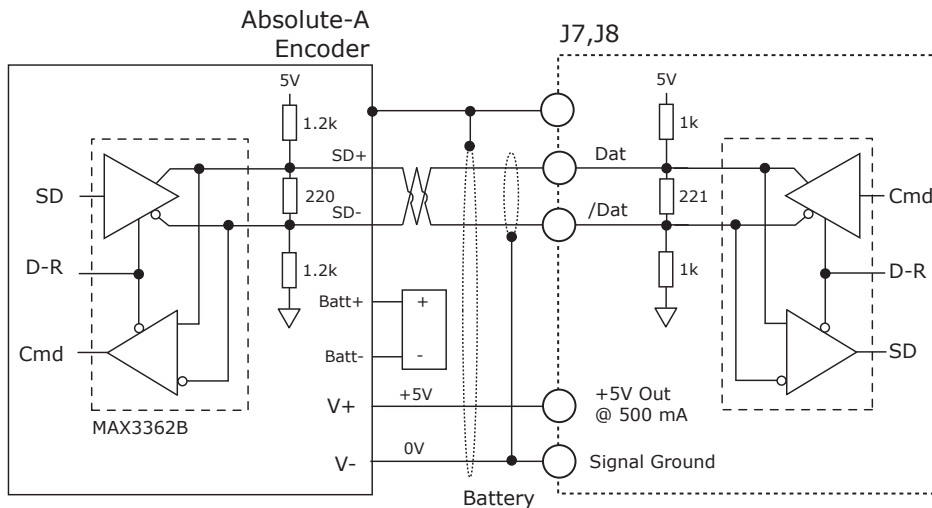 Absolute-A
Encoder
J7,J8
5V
1.2k
SD+
SD
220
SD-
D-R
1.2k
Batt+
+
Cmd
Batt-
-
MAX3362B
V+
+5V
V-
0V
Battery
5V
1k
Dat
221
Cmd
/Dat
D-R
1k
SD
+5V Out
@ 500 mA
Signal Ground